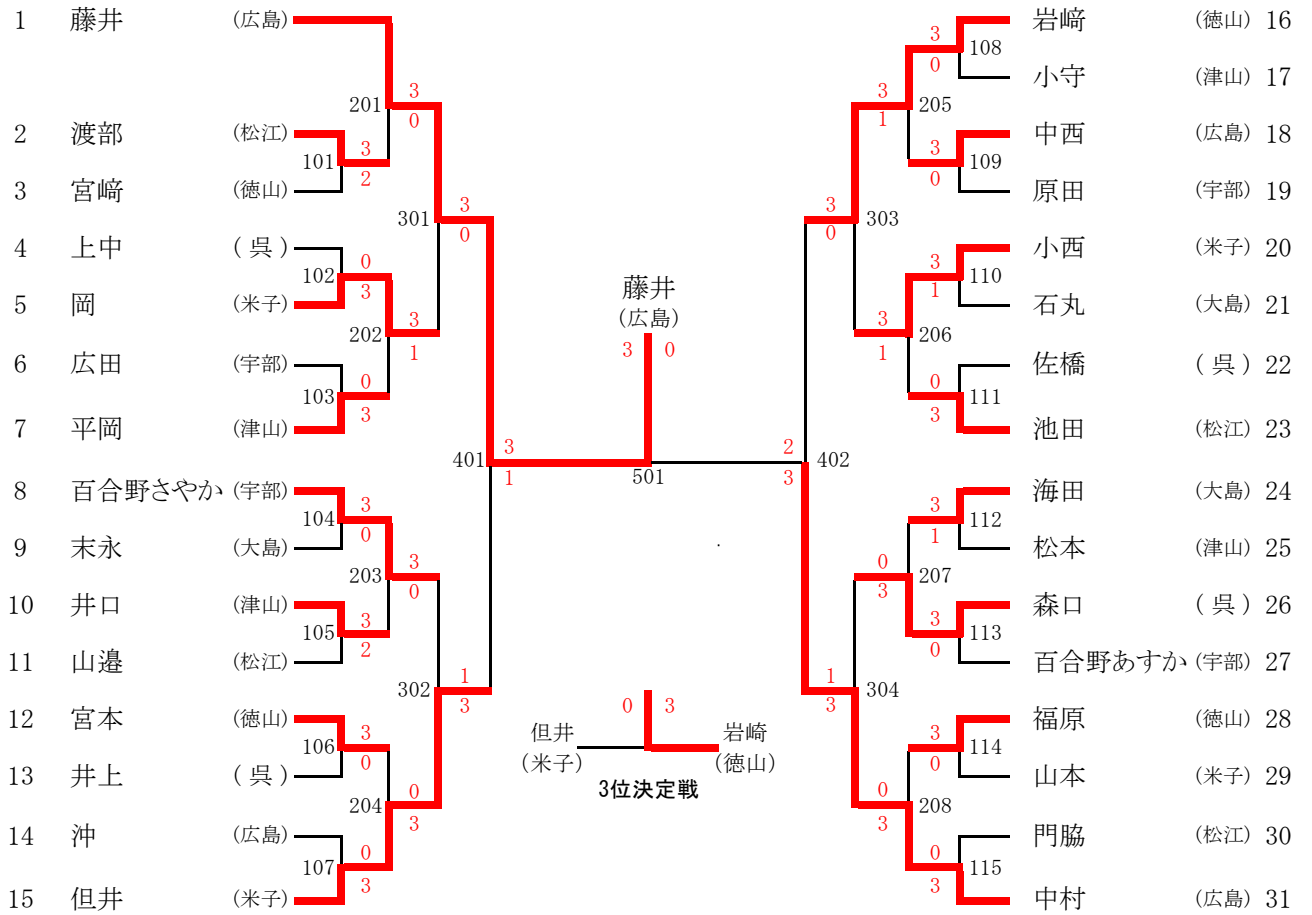 1 藤井 (広島)
201 3 0
2 渡部 (松江)
101 3 2
3 宮﨑 (徳山)
301 3 0
4 上中 (呉)
102 0 3
5 岡 (米子)
202 3 1
6 広田 (宇部)
103 0 3
7 平岡 (津山)
401 3 1
8 百合野さやか (宇部)
104 3 0
9 末永 (大島)
203 3 0
10 井口 (津山)
105 3 2
11 山邉 (松江)
302 1 3
12 宮本 (徳山)
106 3 0
13 井上 (呉)
204 0 3
14 沖 (広島)
107 0 3
15 但井 (米子)
藤井
(広島)
3 0
501
0 3
但井 岩崎
(米子) (徳山)
3位決定戦
岩﨑 (徳山) 16
3 0 108
小守 (津山) 17
3 1 205
中西 (広島) 18
3 0 109
原田 (宇部) 19
3 0 303
小西 (米子) 20
3 1 110
石丸 (大島) 21
3 1 206
佐橋 (呉) 22
0 3 111
池田 (松江) 23
2 3 402
海田 (大島) 24
3 1 112
松本 (津山) 25
0 3 207
森口 (呉) 26
3 0 113
百合野あすか (宇部) 27
1 3 304
福原 (徳山) 28
3 0 114
山本 (米子) 29
0 3 208
門脇 (松江) 30
0 3 115
中村 (広島) 31